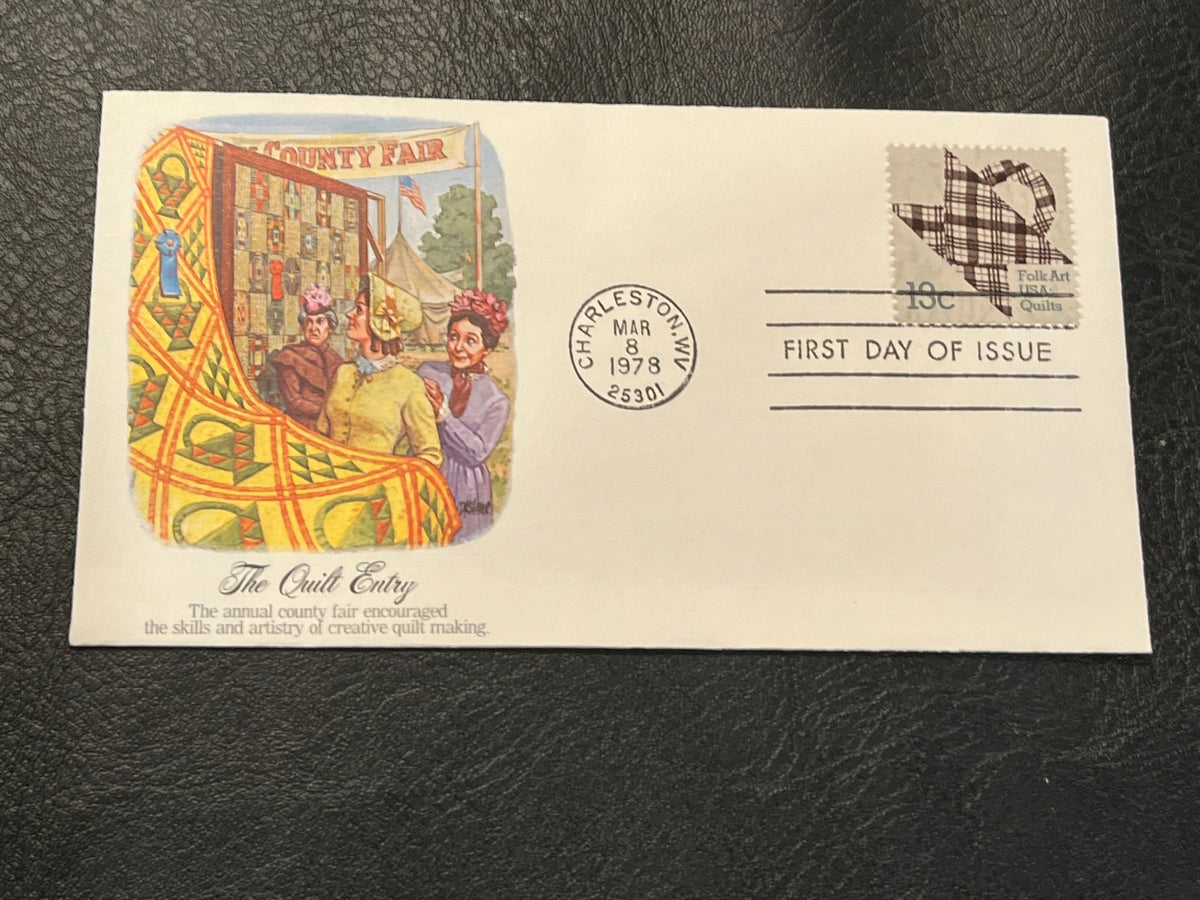 COUNTY FAIR
The Quilt Entry
The annual county fair encouraged
the skills and artistry of creative quilt making.
CHARLESTON, WV
MAR
8
1978
25301
Folk Art
USA:
Quilts
13c
FIRST DAY OF ISSUE